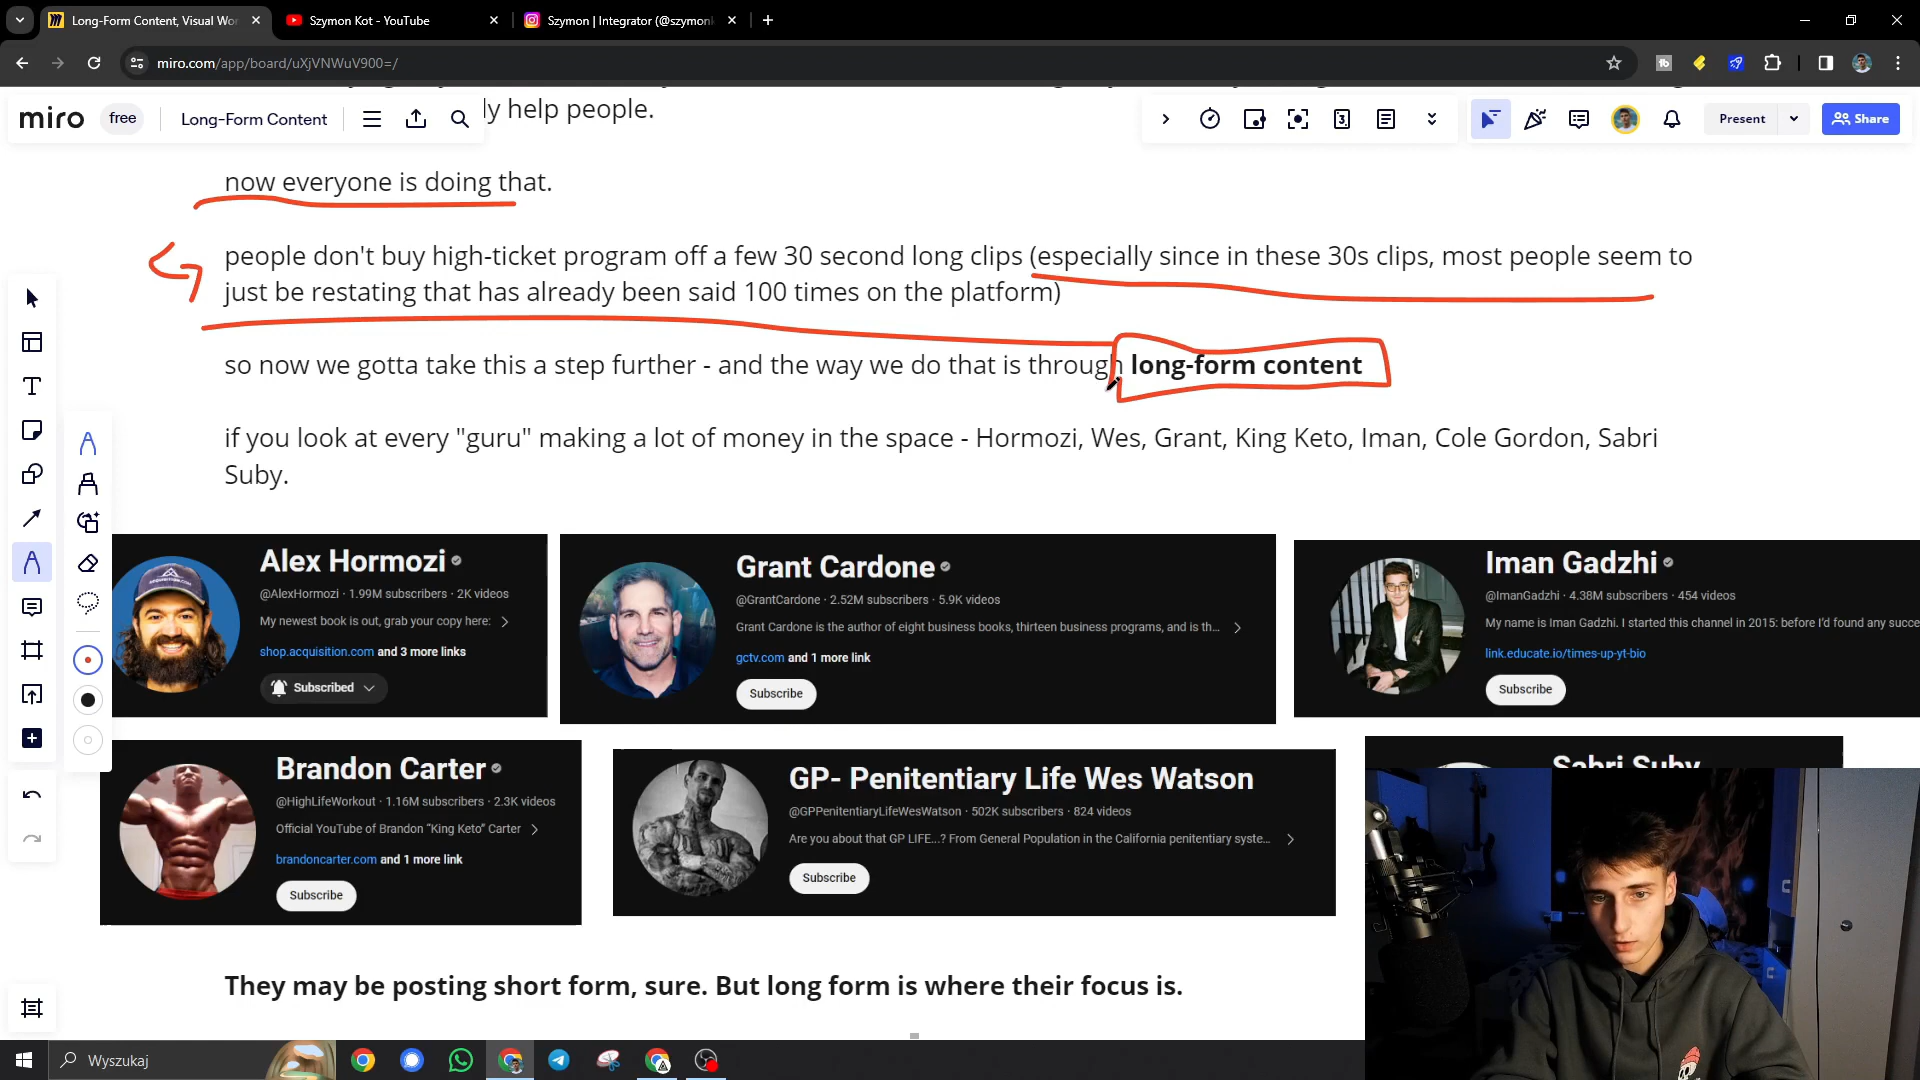 Long-Form Content, Visual Wor
Szymon Kot - YouTube
Szymon | Integrator (@szymon
miro.com/app/board/uXjVNWuV900=/
miro
free
Long-Form Content
ly help people.
Present
Share
now everyone is doing that.
people don't buy high-ticket program off a few 30 second long clips (especially since in these 30s clips, most people seem to
just be restating that has already been said 100 times on the platform)
so now we gotta take this a step further - and the way we do that is through long-form content
if you look at every "guru" making a lot of money in the space - Hormozi, Wes, Grant, King Keto, Iman, Cole Gordon, Sabri
Suby.
Alex Hormozi
@AlexHormozi · 1.99M subscribers · 2K videos
My newest book is out, grab your copy here:
shop.acquisition.com and 3 more links
Subscribed
Grant Cardone
@GrantCardone · 2.52M subscribers · 5.9K videos
Grant Cardone is the author of eight business books, thirteen business programs, and is th...
gctv.com and 1 more link
Subscribe
Iman Gadzhi
@ImanGadzhi · 4.38M subscribers · 454 videos
My name is Iman Gadzhi. I started this channel in 2015: before I'd found any succe
link.educate.io/times-up-yt-bio
Subscribe
Brandon Carter
@HighLifeWorkout · 1.16M subscribers · 2.3K videos
Official YouTube of Brandon “King Keto” Carter
brandoncarter.com and 1 more link
Subscribe
GP- Penitentiary Life Wes Watson
@GPPenitentiaryLifeWesWatson · 502K subscribers · 824 videos
Are you about that GP LIFE...? From General Population in the California penitentiary syste...
Subscribe
Sabri Suby
They may be posting short form, sure. But long form is where their focus is.
Wyszukaj